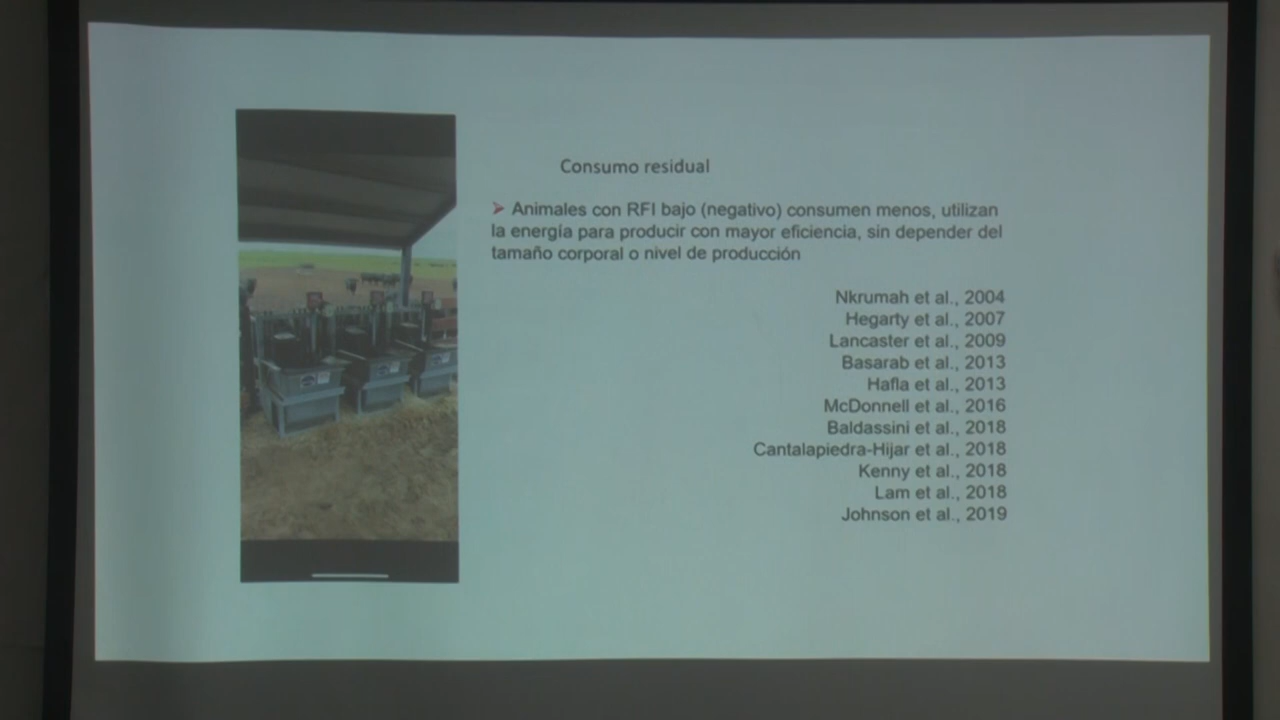 Consumo residual
➤ Animales con RFI bajo (negativo) consumen menos, utilizan
la energía para producir con mayor eficiencia, sin depender del
tamaño corporal o nivel de producción
Nkrumah et al., 2004
Hegarty et al., 2007
Lancaster et al., 2009
Basarab et al., 2013
Hafla et al., 2013
McDonnell et al., 2016
Baldassini et al., 2018
Cantalapiedra-Hijar et al., 2018
Kenny et al., 2018
Lam et al., 2018
Johnson et al., 2019